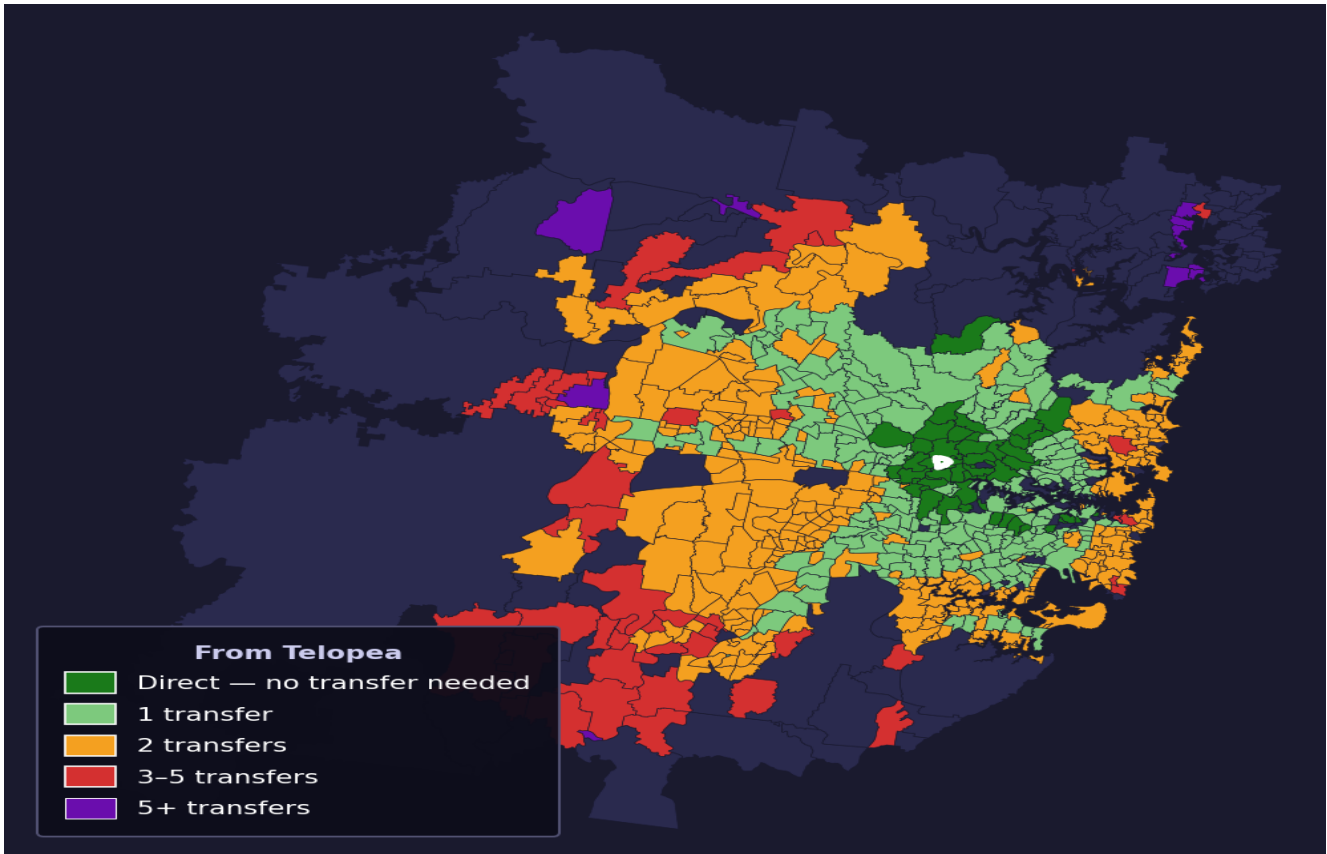 From Telopea
Direct — no transfer needed
1 transfer
2 transfers
3–5 transfers
5+ transfers